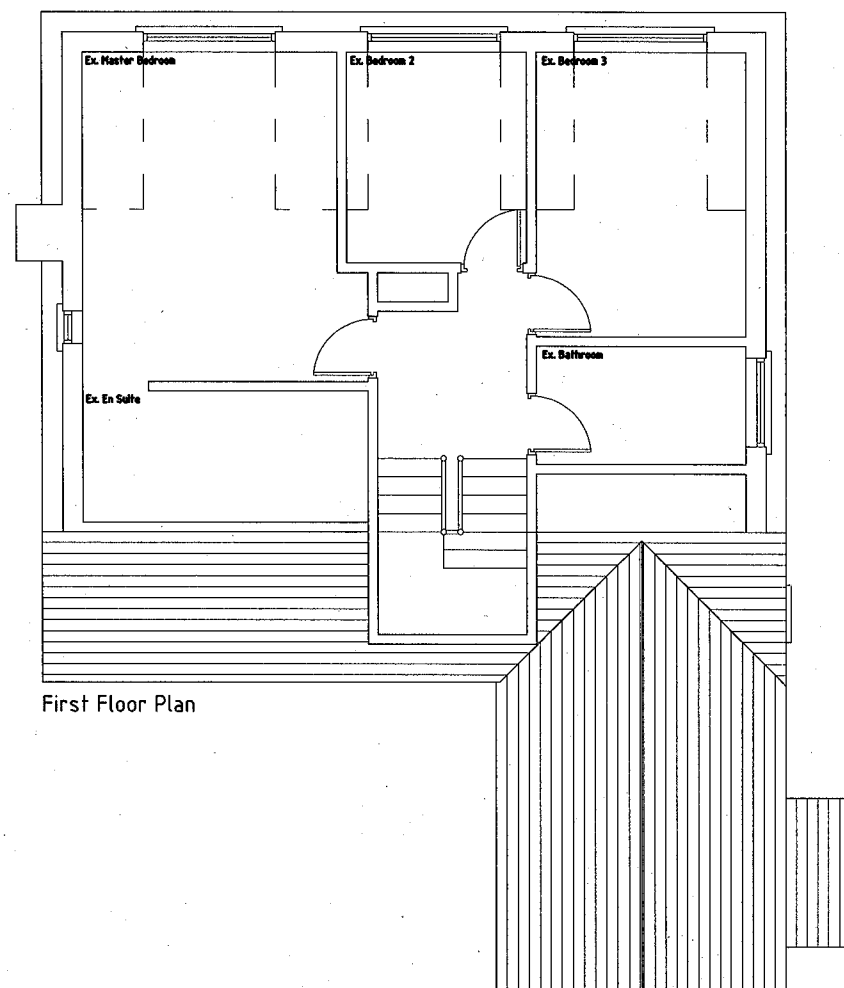 Ex. Master Bedroom
Ex. Bedroom 2
Ex. Bedroom 3
Ex. Bathroom
Ex. En Suite
First Floor Plan